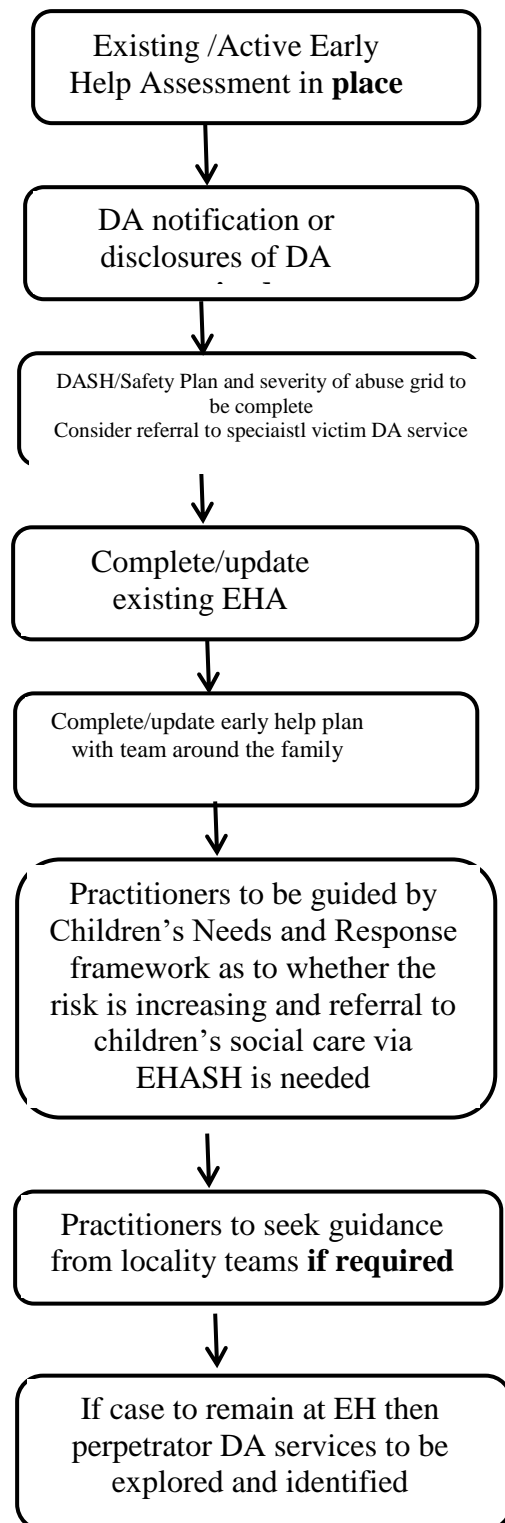 Existing /Active Early
Help Assessment in place
DA notification or
disclosures of DA
DASH/Safety Plan and severity of abuse grid to
be complete
Consider referral to speciaistl victim DA service
Complete/update
existing EHA
Complete/update early help plan
with team around the family
Practitioners to be guided by
Children’s Needs and Response
framework as to whether the
risk is increasing and referral to
children’s social care via
EHASH is needed
Practitioners to seek guidance
from locality teams if required
If case to remain at EH then
perpetrator DA services to be
explored and identified